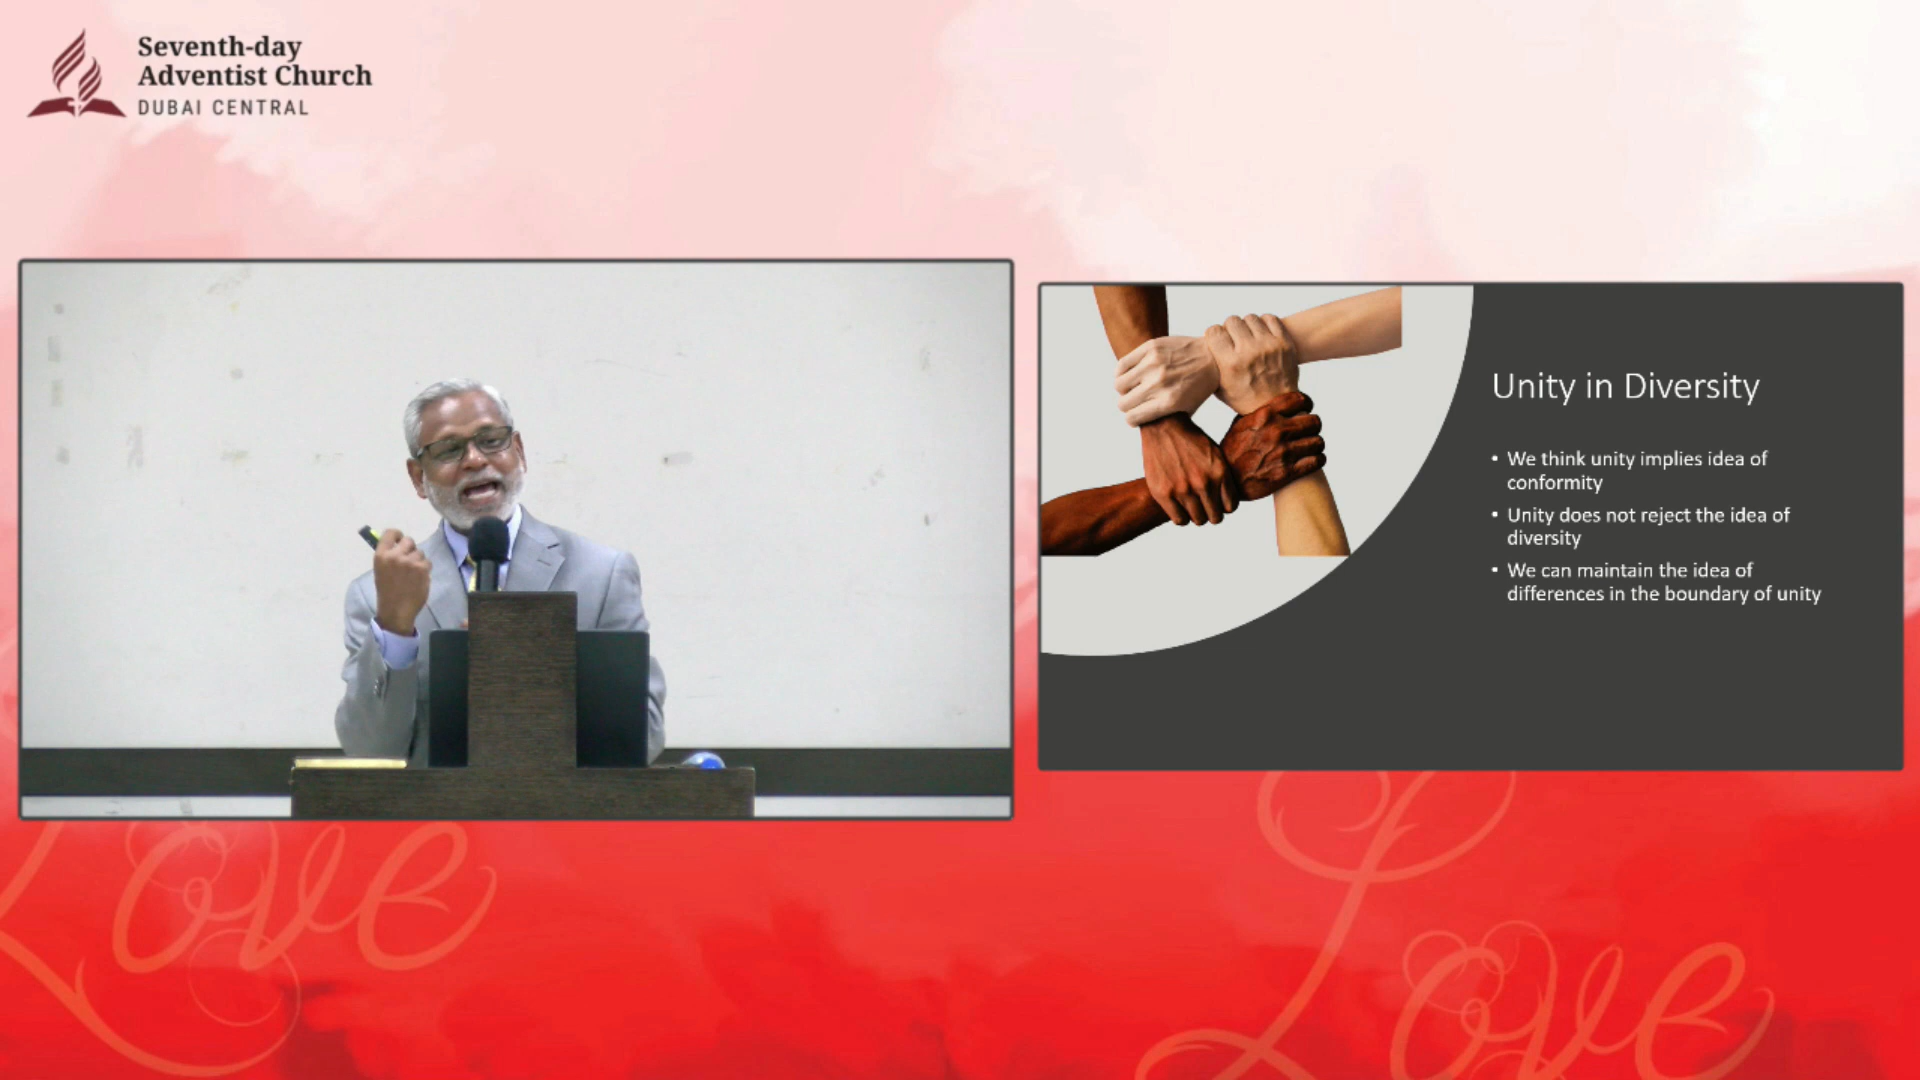 Seventh-day
Adventist Church
DUBAI CENTRAL
Unity in Diversity
• We think unity implies idea of
conformity
• Unity does not reject the idea of
diversity
• We can maintain the idea of
differences in the boundary of unity
Love
Love